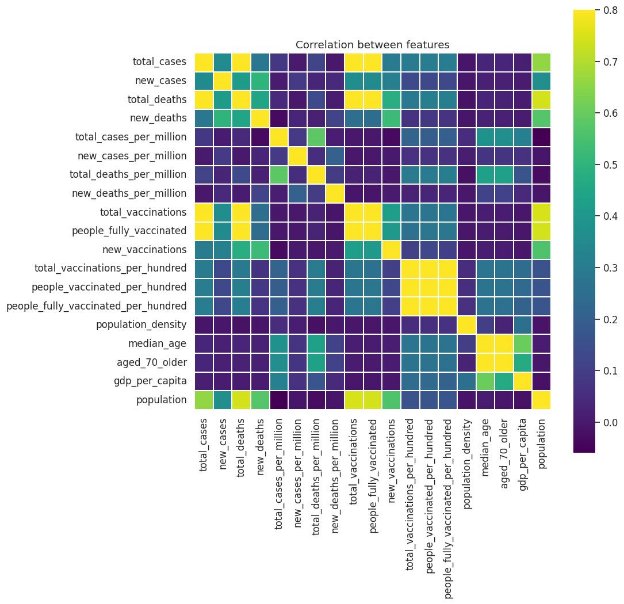 Correlation between features
total_cases
new_cases
total_deaths
new_deaths
total_cases_per_million
new_cases_per_million
total_deaths_per_million
new_deaths_per_million
total_vaccinations
people_fully_vaccinated
new_vaccinations
total_vaccinations_per_hundred
people_vaccinated_per_hundred
people_fully_vaccinated_per_hundred
population_density
median_age
aged_70_older
gdp_per_capita
population
total_cases
new_cases
total_deaths
new_deaths
total_cases_per_million
new_cases_per_million
total_deaths_per_million
new_deaths_per_million
total_vaccinations
people_fully_vaccinated
new_vaccinations
total_vaccinations_per_hundred
people_vaccinated_per_hundred
people_fully_vaccinated_per_hundred
population_density
median_age
aged_70_older
gdp_per_capita
population
0.8
0.7
0.6
0.5
0.4
0.3
0.2
0.1
0.0